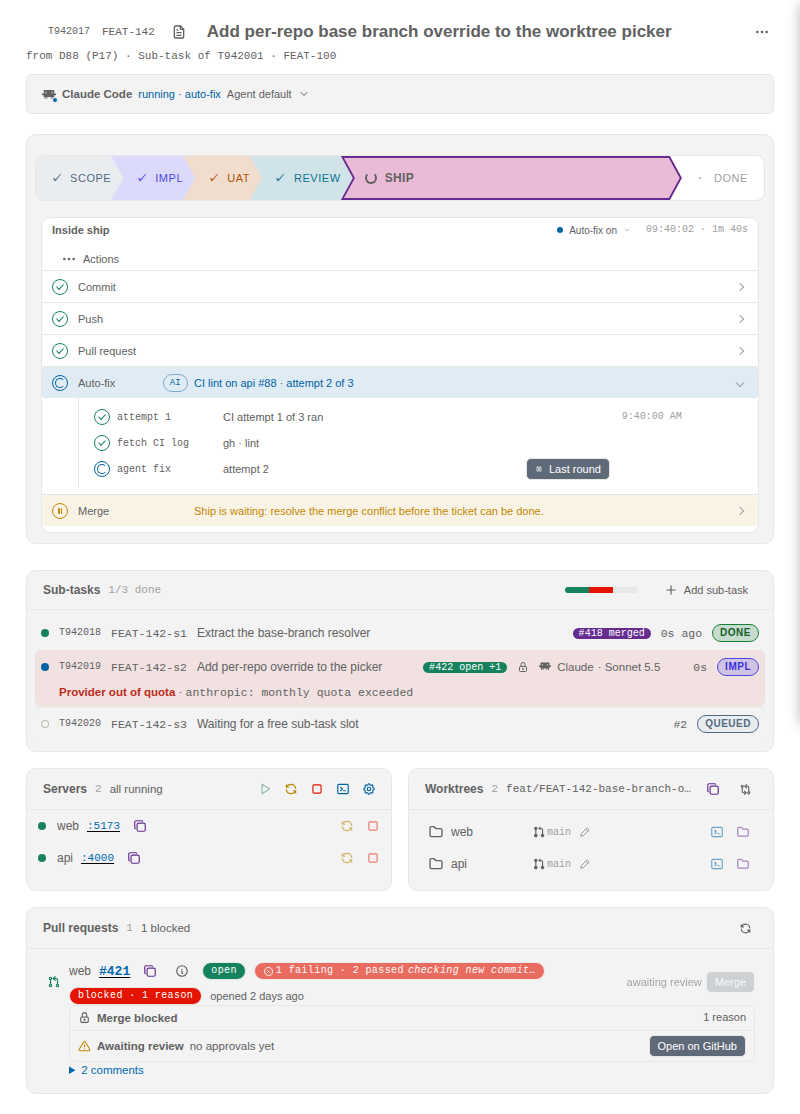 T942017 FEAT-142 Add per-repo base branch override to the worktree picker
from D88 (P17) · Sub-task of T942001 · FEAT-100
Claude Code running · auto-fix Agent default
SCOPE IMPL UAT REVIEW SHIP DONE
Inside ship Auto-fix on 09:40:02 · 1m 40s
Actions
Commit
Push
Pull request
Auto-fix AI CI lint on api #88 · attempt 2 of 3
attempt 1 CI attempt 1 of 3 ran 9:40:00 AM
fetch CI log gh · lint
agent fix attempt 2 Last round
Merge Ship is waiting: resolve the merge conflict before the ticket can be done.
Sub-tasks 1/3 done Add sub-task
T942018 FEAT-142-s1 Extract the base-branch resolver #418 merged 0s ago DONE
T942019 FEAT-142-s2 Add per-repo override to the picker #422 open +1 Claude · Sonnet 5.5 0s IMPL
Provider out of quota · anthropic: monthly quota exceeded
T942020 FEAT-142-s3 Waiting for a free sub-task slot #2 QUEUED
Servers 2 all running
web :5173
api :4000
Worktrees 2 feat/FEAT-142-base-branch-o…
web main
api main
Pull requests 1 1 blocked
web #421 open 1 failing · 2 passed checking new commit…
blocked · 1 reason opened 2 days ago
awaiting review Merge
Merge blocked 1 reason
Awaiting review no approvals yet Open on GitHub
2 comments